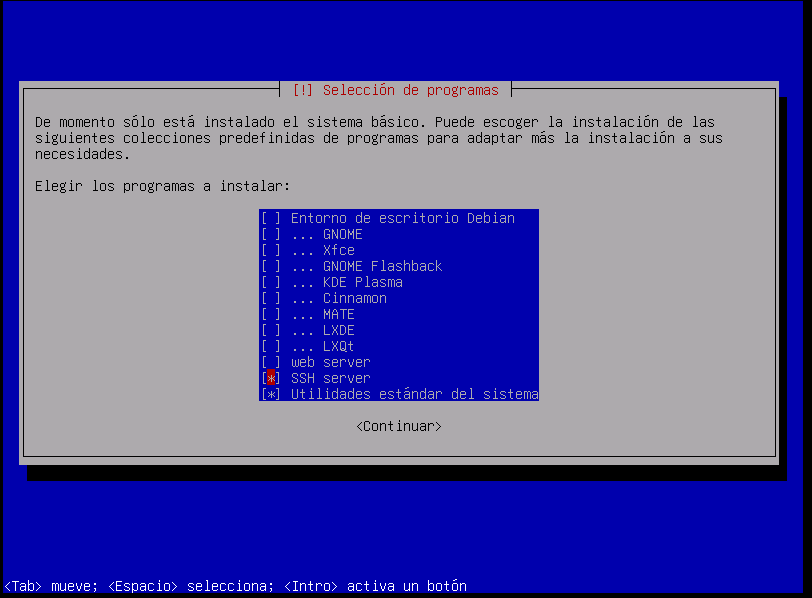 [!] Selección de programas
De momento sólo está instalado el sistema básico. Puede escoger la instalación de las
siguientes colecciones predefinidas de programas para adaptar más la instalación a sus
necesidades.
Elegir los programas a instalar:
[ ] Entorno de escritorio Debian
[ ] ... GNOME
[ ] ... Xfce
[ ] ... GNOME Flashback
[ ] ... KDE Plasma
[ ] ... Cinnamon
[ ] ... MATE
[ ] ... LXDE
[ ] ... LXQt
[ ] web server
[*] SSH server
[*] Utilidades estándar del sistema
<Continuar>
<Tab> mueve; <Espacio> selecciona; <Intro> activa un botón